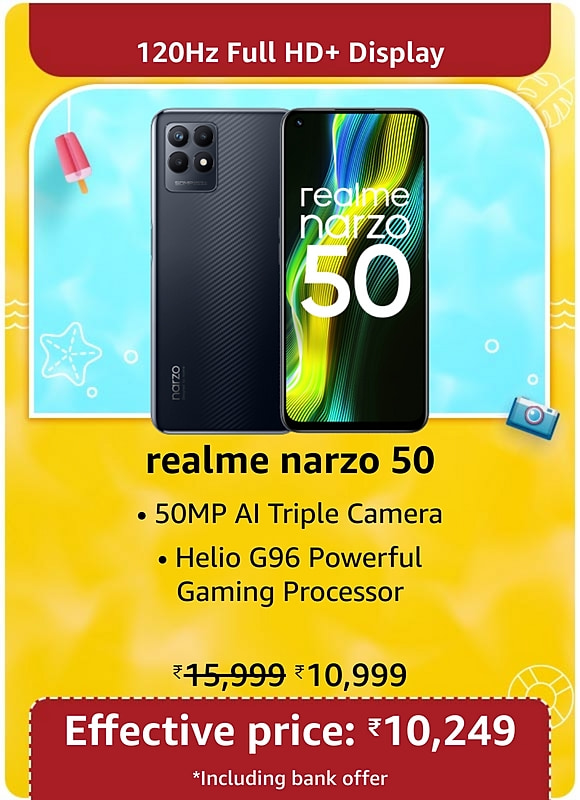 120Hz Full HD+ Display
realme
narzo
50
narzo
realme narzo 50
• 50MP AI Triple Camera
• Helio G96 Powerful
Gaming Processor
₹15,999 ₹10,999
Effective price: ₹10,249
*Including bank offer